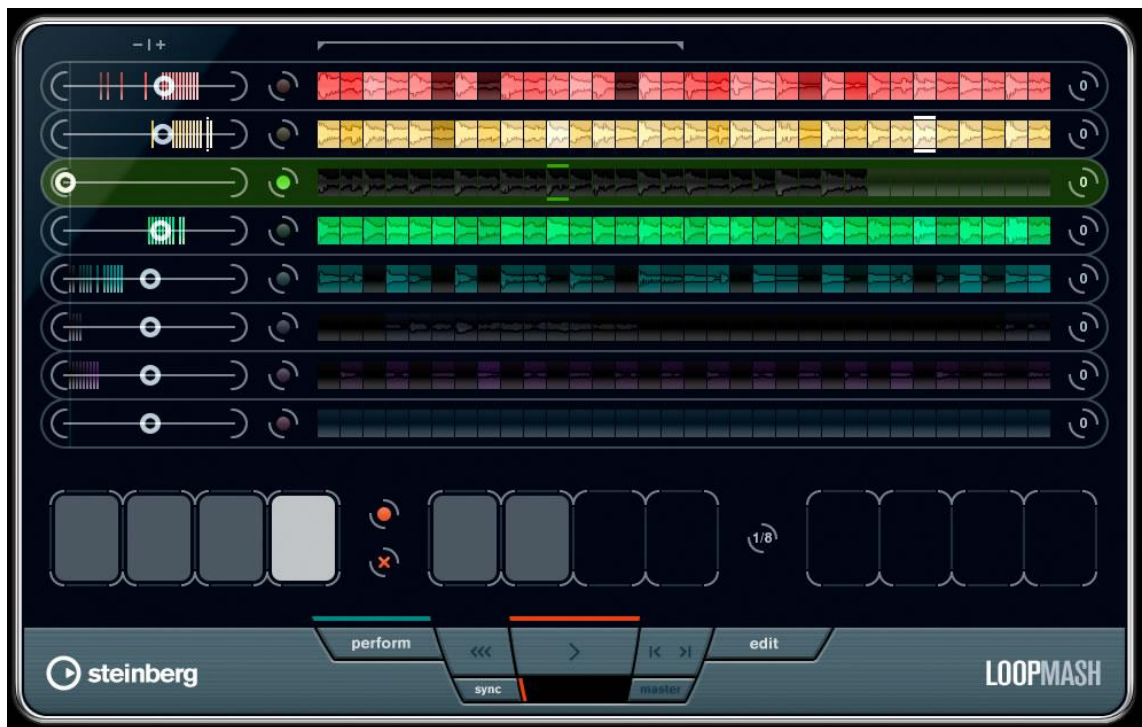 − | +
0
0
0
0
0
0
0
0
1/8
perform
<<<
>
|< >|
edit
steinberg
sync
master
LOOPMASH